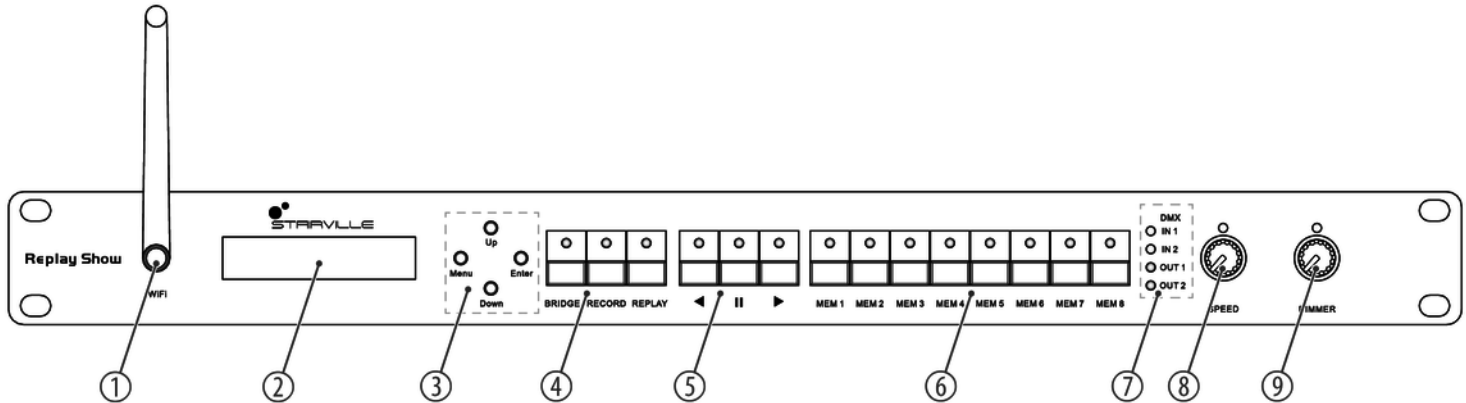 STAIRVILLE
Replay Show
WiFi
Up
Menu
Enter
Down
BRIDGE RECORD REPLAY
MEM 1 MEM 2 MEM 3 MEM 4 MEM 5 MEM 6 MEM 7 MEM 8
DMX
IN 1
IN 2
OUT 1
OUT 2
SPEED
DIMMER
1 2 3 4 5 6 7 8 9